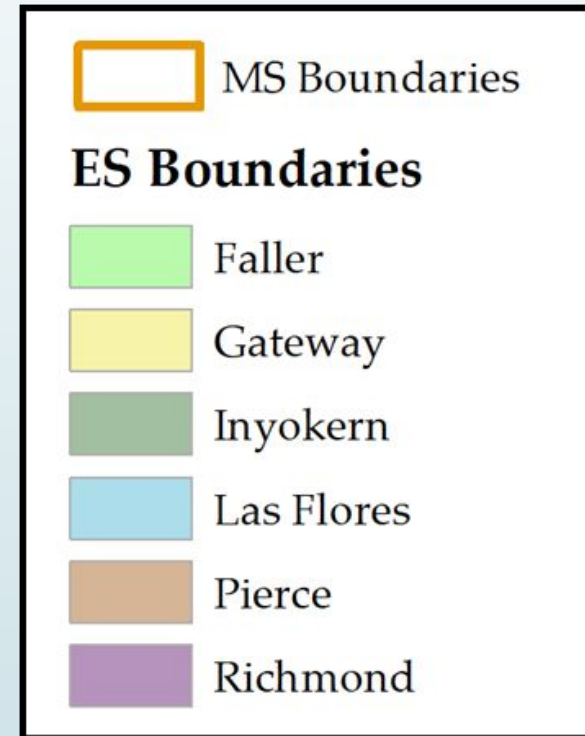 MS Boundaries
ES Boundaries
Faller
Gateway
Inyokern
Las Flores
Pierce
Richmond